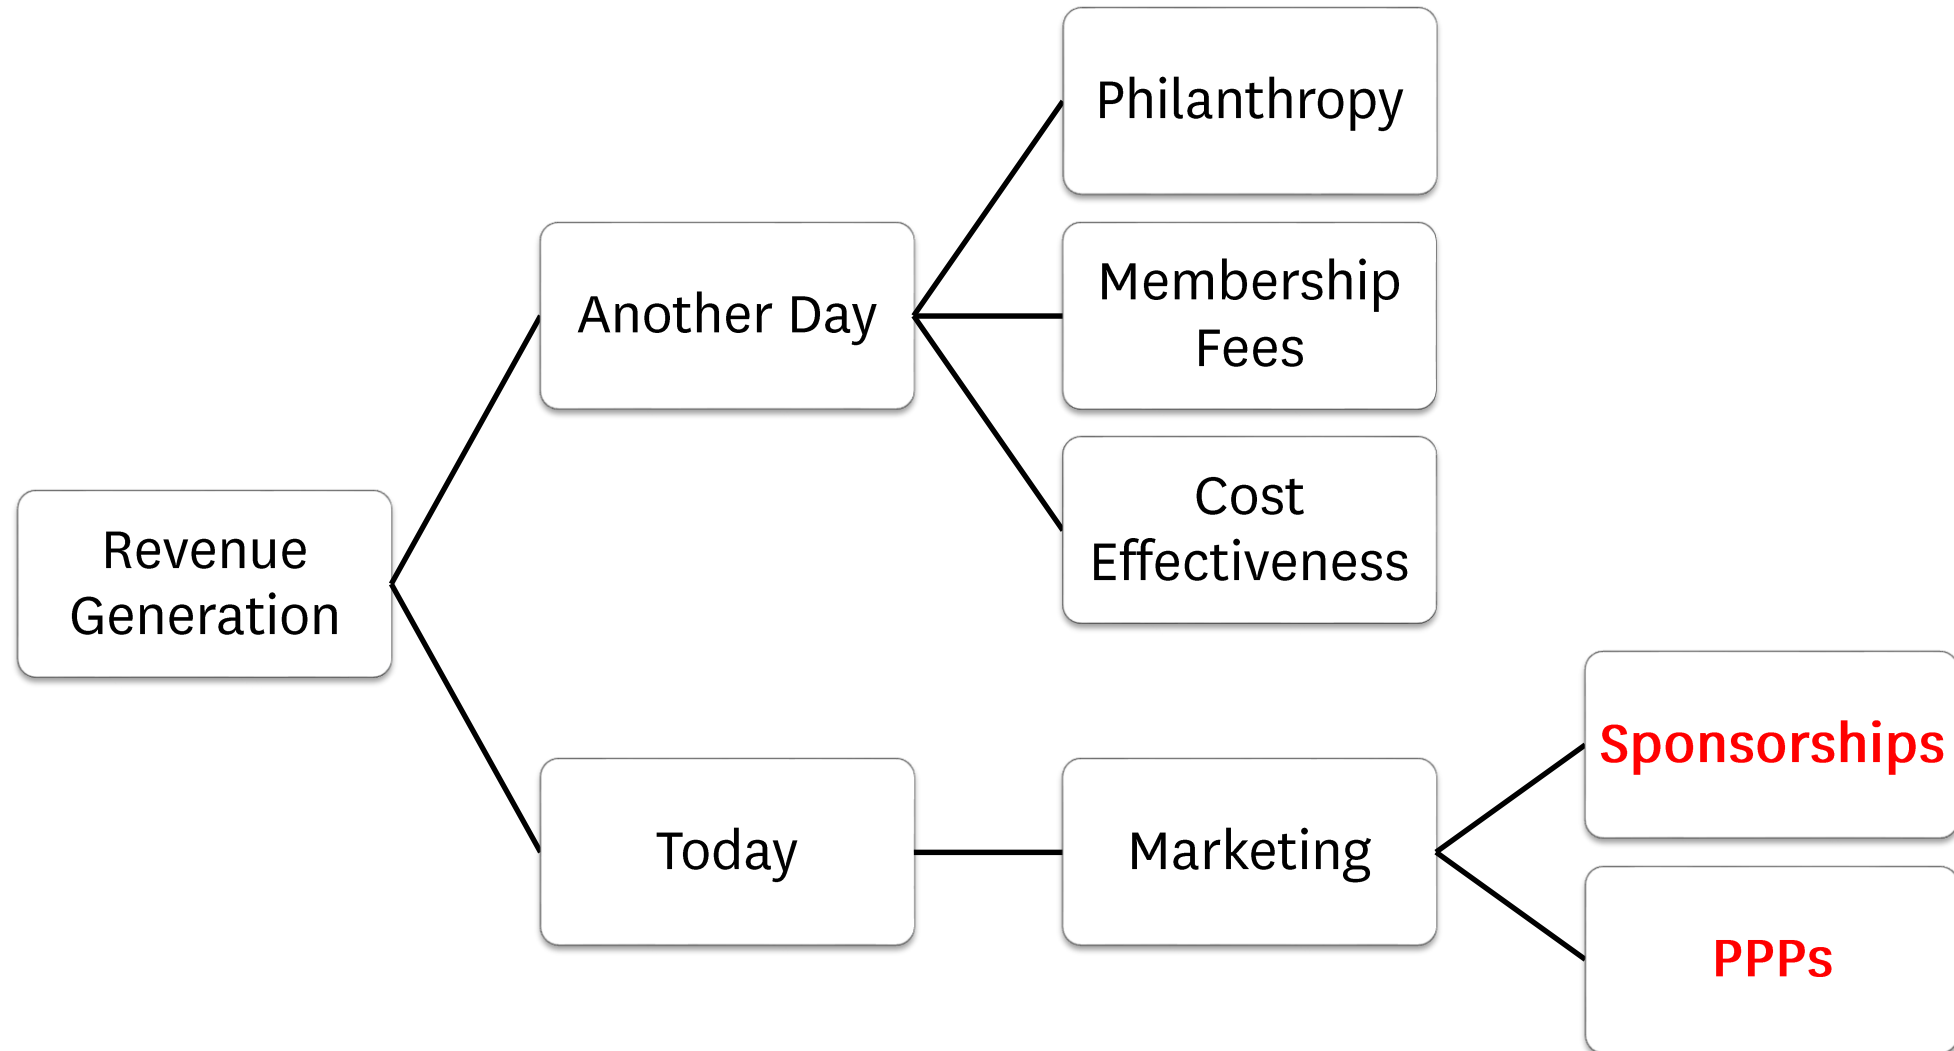 Philanthropy
Another Day
Membership
Fees
Cost
Effectiveness
Revenue
Generation
Sponsorships
Today
Marketing
PPPs